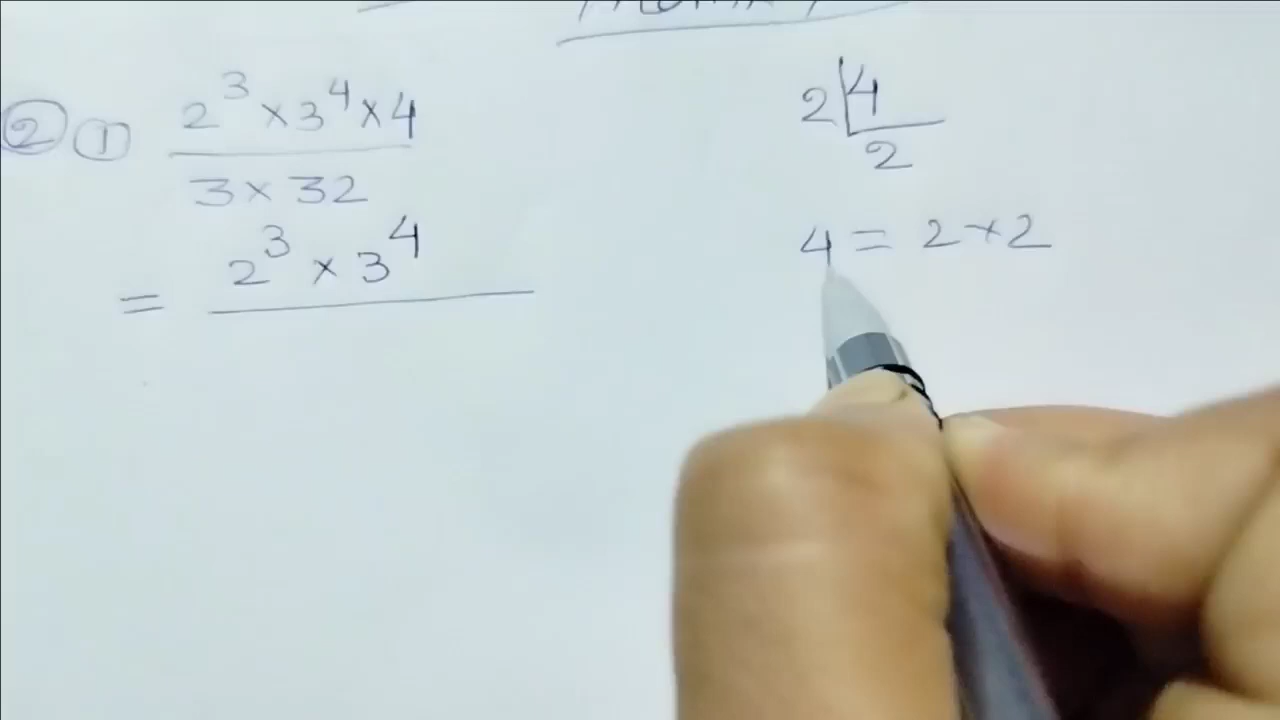 ② ① 2³ × 3⁴ × 4
3 × 32
= 2³ × 3⁴
2 | 4
2
4 = 2 × 2